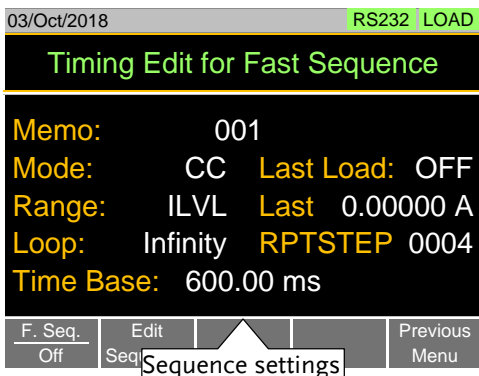 03/Oct/2018 RS232 LOAD
Timing Edit for Fast Sequence
Memo: 001
Mode: CC Last Load: OFF
Range: ILVL Last 0.00000 A
Loop: Infinity RPTSTEP 0004
Time Base: 600.00 ms
F. Seq. Edit Previous
Off Seq Menu
Sequence settings